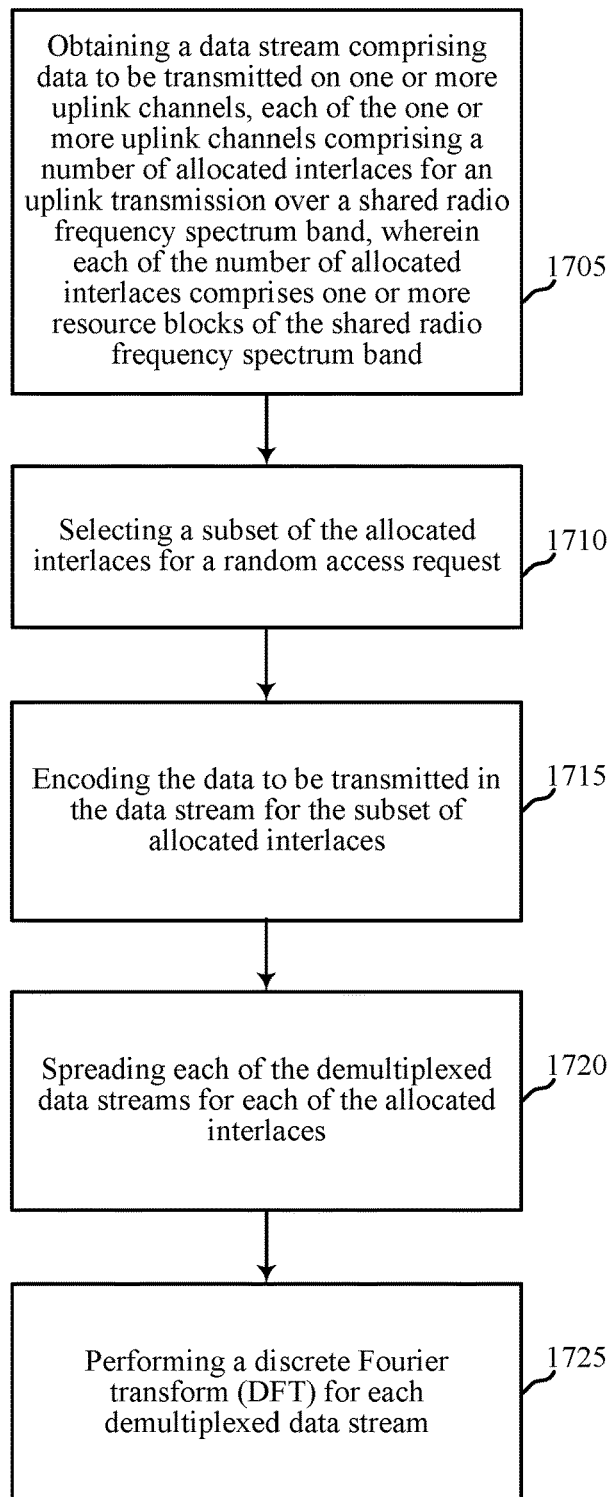 Obtaining a data stream comprising
data to be transmitted on one or more
uplink channels, each of the one or
more uplink channels comprising a
number of allocated interlaces for an
uplink transmission over a shared radio
frequency spectrum band, wherein
each of the number of allocated
interlaces comprises one or more
resource blocks of the shared radio
frequency spectrum band
1705
Selecting a subset of the allocated
interlaces for a random access request
1710
Encoding the data to be transmitted in
the data stream for the subset of
allocated interlaces
1715
Spreading each of the demultiplexed
data streams for each of the allocated
interlaces
1720
Performing a discrete Fourier
transform (DFT) for each
demultiplexed data stream
1725